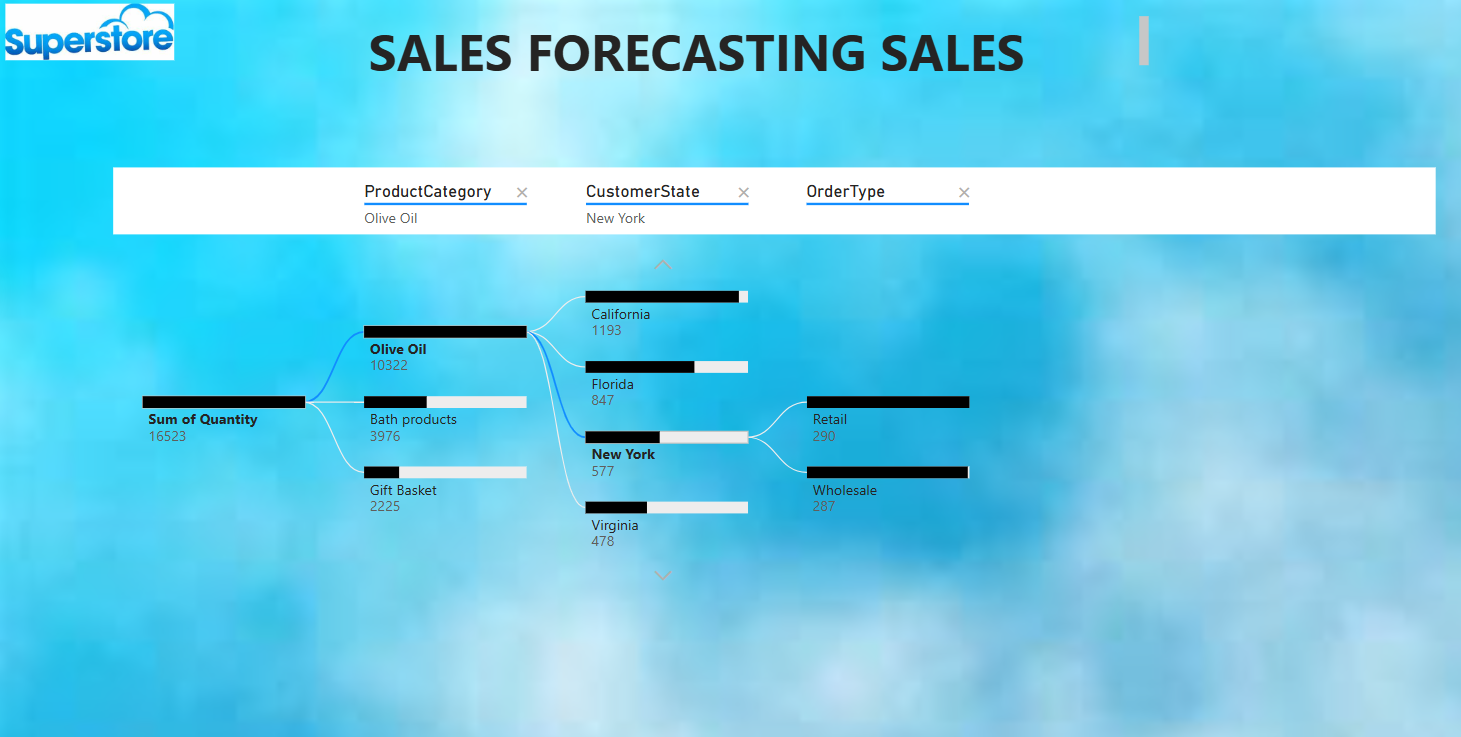 Superstore
SALES FORECASTING SALES
ProductCategory
Olive Oil
CustomerState
New York
OrderType
Sum of Quantity
16523
Olive Oil
10322
Bath products
3976
Gift Basket
2225
California
1193
Florida
847
New York
577
Virginia
478
Retail
290
Wholesale
287